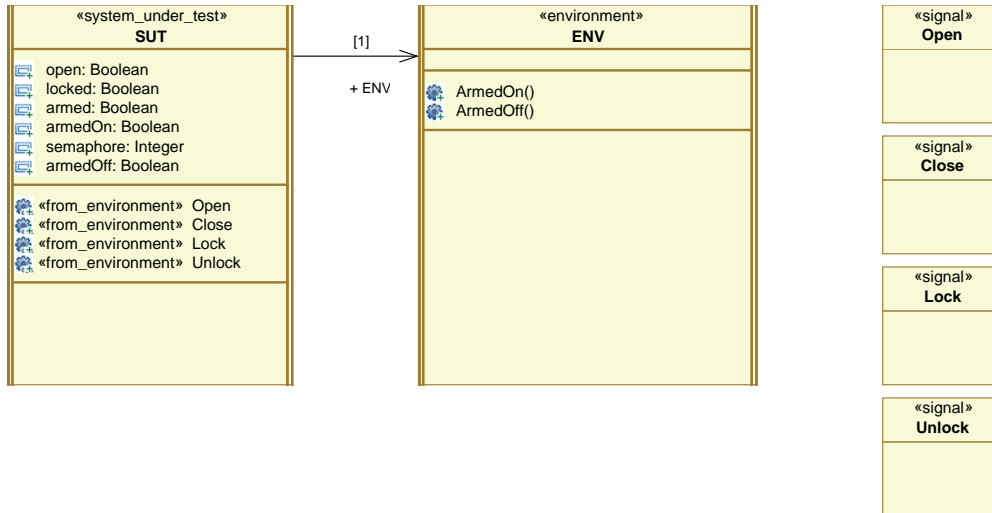 «system_under_test»
SUT
open: Boolean
locked: Boolean
armed: Boolean
armedOn: Boolean
semaphore: Integer
armedOff: Boolean
«from_environment» Open
«from_environment» Close
«from_environment» Lock
«from_environment» Unlock
[1]
+ ENV
«environment»
ENV
ArmedOn()
ArmedOff()
«signal»
Open
«signal»
Close
«signal»
Lock
«signal»
Unlock